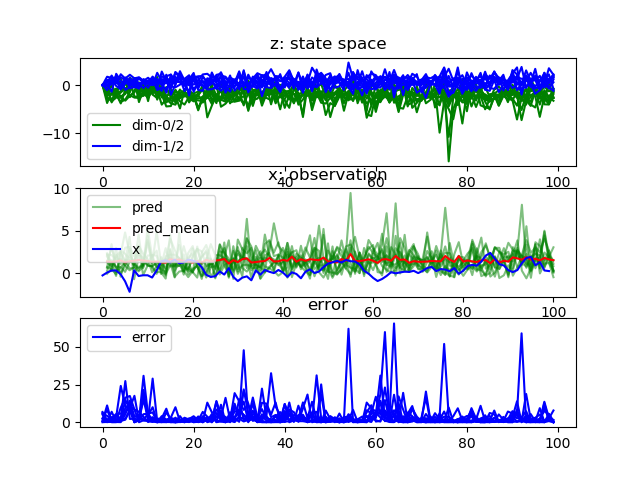 z: state space
0
−10
dim-0/2
dim-1/2
0 20 40 60 80 100
x: observation
10
5
0
pred
pred_mean
x
0 20 40 60 80 100
error
50
25
0
error
0 20 40 60 80 100